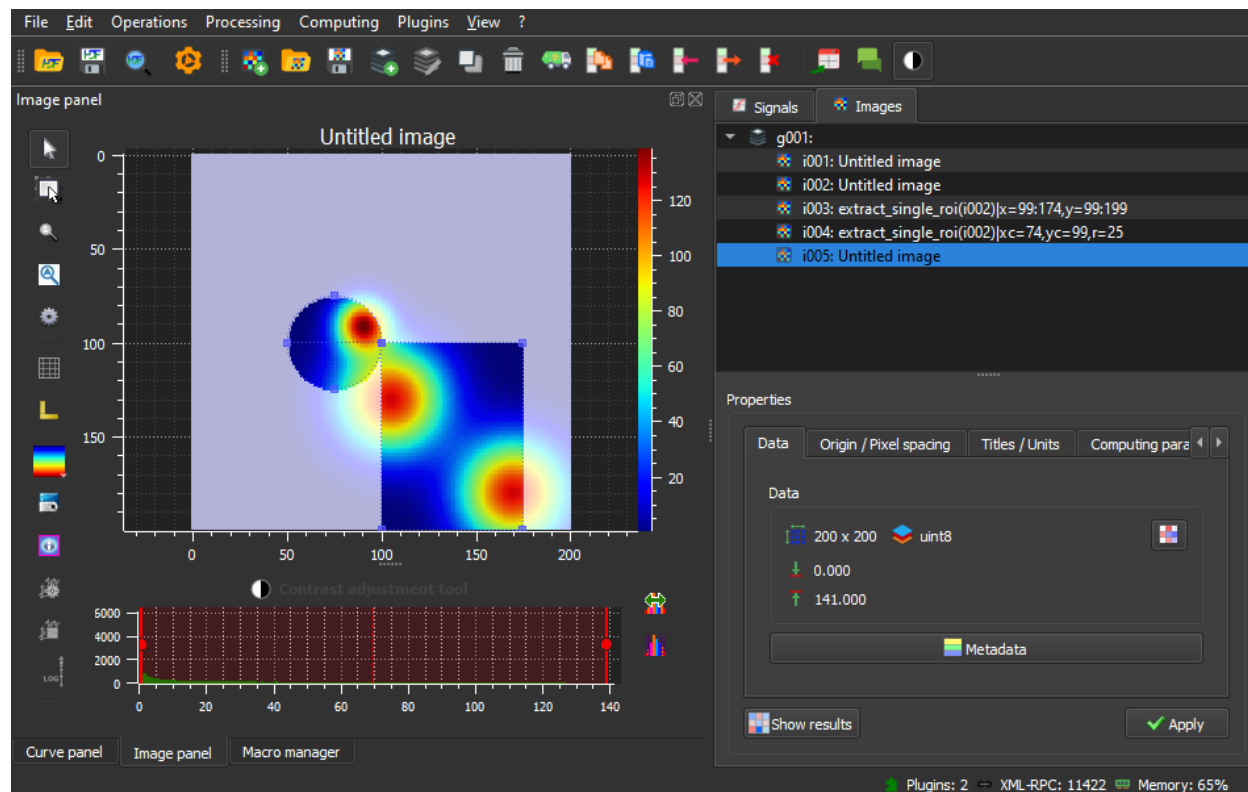 File Edit Operations Processing Computing Plugins View ?
Image panel
Untitled image
0
50
100
150
0 50 100 150 200
120
100
80
60
40
20
Contrast adjustment tool
6000
4000
2000
0
0 20 40 60 80 100 120 140
LOG
Curve panel Image panel Macro manager
Signals Images
g001:
i001: Untitled image
i002: Untitled image
i003: extract_single_roi(i002)|x=99:174,y=99:199
i004: extract_single_roi(i002)|xc=74,yc=99,r=25
i005: Untitled image
Properties
Data Origin / Pixel spacing Titles / Units Computing para
Data
200 x 200 uint8
0.000
141.000
Metadata
Show results Apply
Plugins: 2 XML-RPC: 11422 Memory: 65%